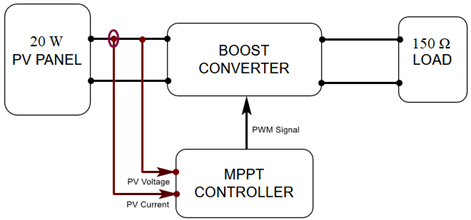 20 W
PV PANEL
BOOST
CONVERTER
150 Ω
LOAD
PWM Signal
PV Voltage
PV Current
MPPT
CONTROLLER